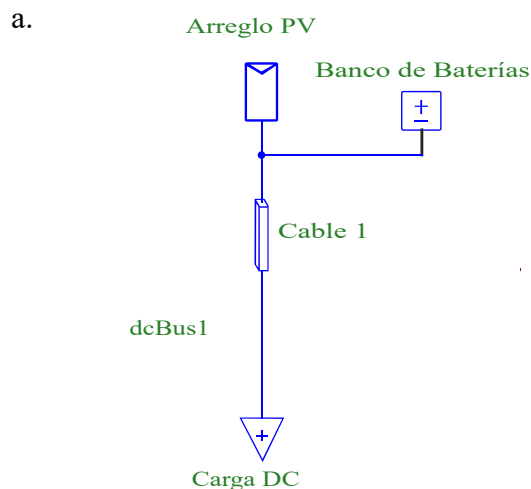 a.
Arreglo PV
Banco de Baterías
Cable 1
dcBus1
Carga DC